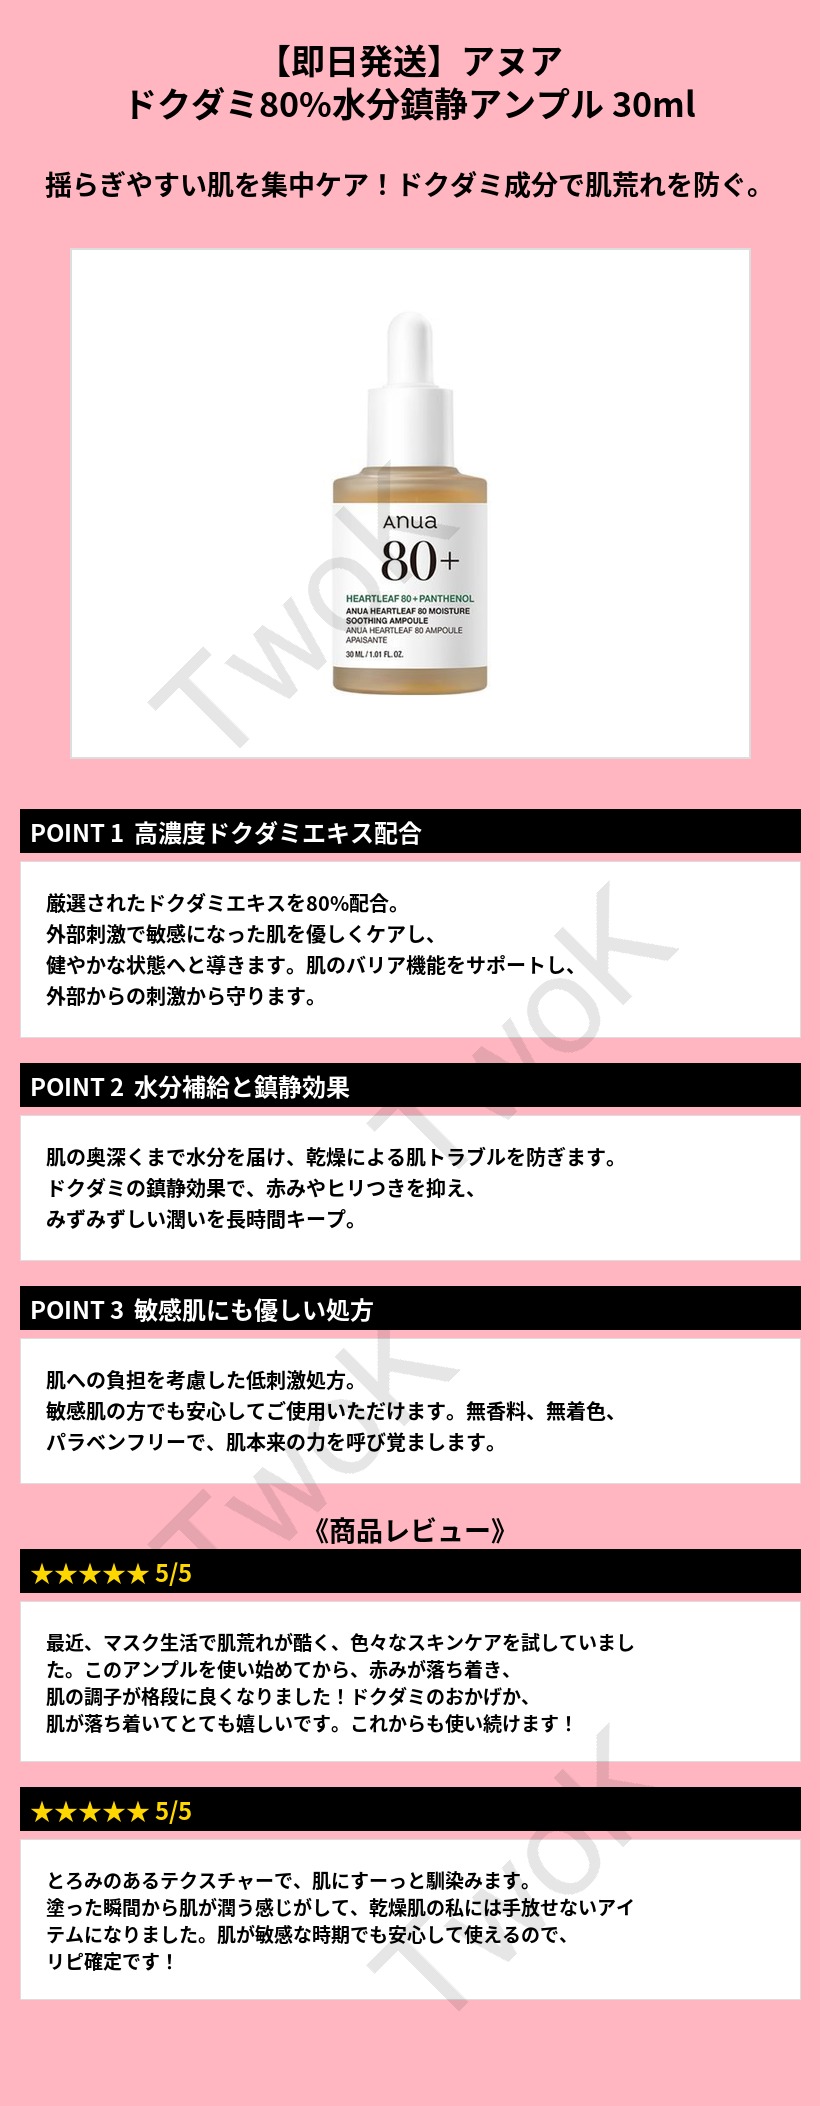 【即日発送】アヌア
ドクダミ80%水分鎮静アンプル 30ml
揺らぎやすい肌を集中ケア！ドクダミ成分で肌荒れを防ぐ。
Anua
80+
HEARTLEAF 80+PANTHENOL
ANUA HEARTLEAF 80 MOISTURE
SOOTHING AMPOULE
ANUA HEARTLEAF 80 AMPOULE
APAISANTE
30 ML / 1.01 FL. OZ.
TwoK
POINT 1 高濃度ドクダミエキス配合
厳選されたドクダミエキスを80%配合。
外部刺激で敏感になった肌を優しくケアし、
健やかな状態へと導きます。肌のバリア機能をサポートし、
外部からの刺激から守ります。
TwoK
POINT 2 水分補給と鎮静効果
肌の奥深くまで水分を届け、乾燥による肌トラブルを防ぎます。
ドクダミの鎮静効果で、赤みやヒリつきを抑え、
みずみずしい潤いを長時間キープ。
POINT 3 敏感肌にも優しい処方
肌への負担を考慮した低刺激処方。
敏感肌の方でも安心してご使用いただけます。無香料、無着色、
パラベンフリーで、肌本来の力を呼び覚まします。
TwoK
《商品レビュー》
★★★★★ 5/5
最近、マスク生活で肌荒れが酷く、色々なスキンケアを試していまし
た。このアンプルを使い始めてから、赤みが落ち着き、
肌の調子が格段に良くなりました！ドクダミのおかげか、
肌が落ち着いてとても嬉しいです。これからも使い続けます！
★★★★★ 5/5
とろみのあるテクスチャーで、肌にすーっと馴染みます。
塗った瞬間から肌が潤う感じがして、乾燥肌の私には手放せないアイ
テムになりました。肌が敏感な時期でも安心して使えるので、
リピ確定です！
TwoK